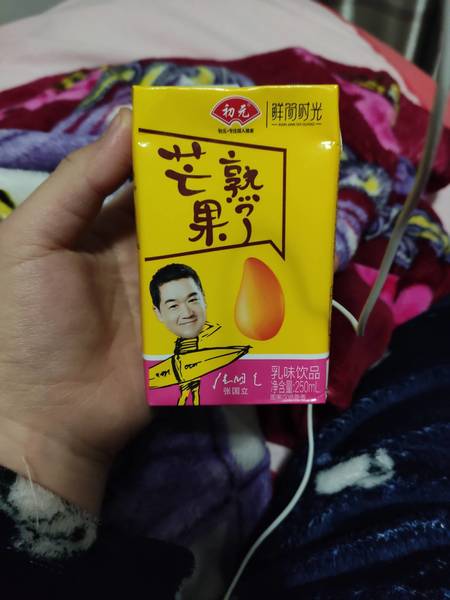 初元
鲜简时光
芒果
熟了
张国立
乳味饮品
净含量:250mL